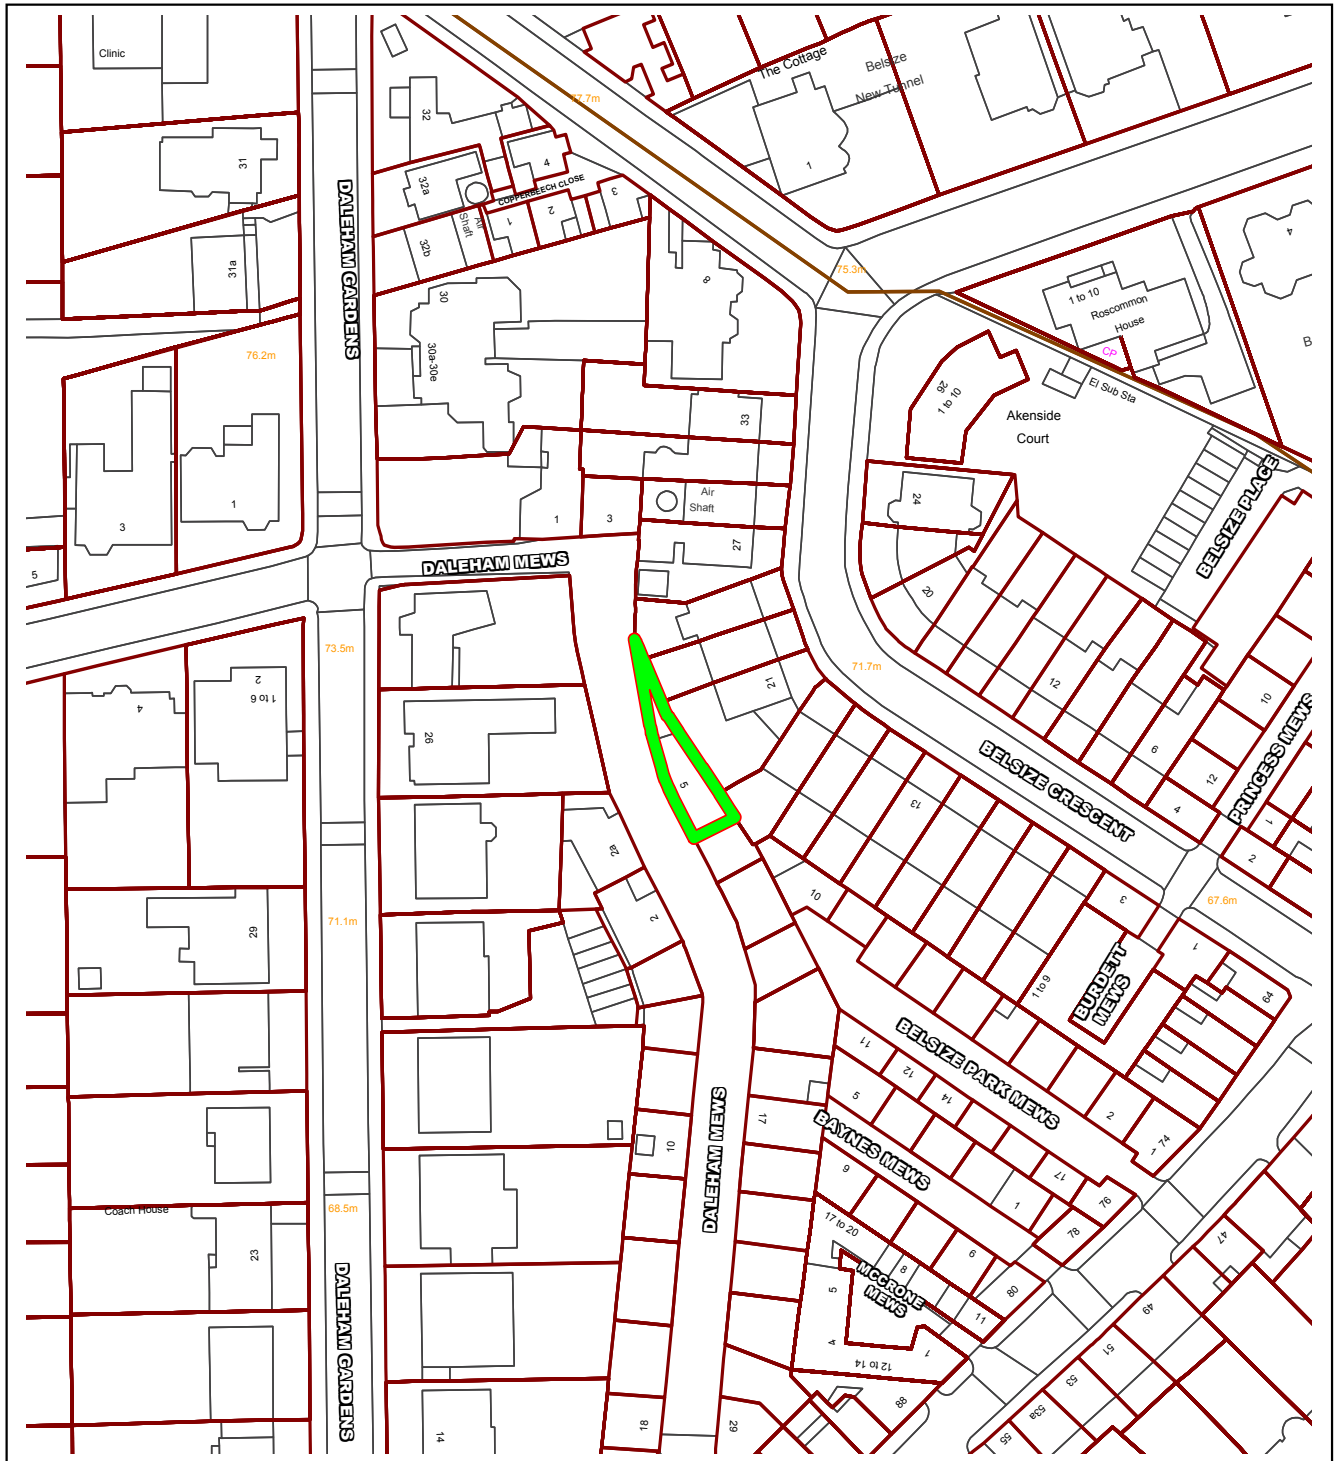 Clinic
The Cottage
Belsize
New Tunnel
77.7m
32
31
4
1
32a
COPPERBEECH CLOSE
3
2
1
Air
Shaft
32b
31a
DALEHAM GARDENS
4
75.3m
8
1 to 10
Roscommon
House
30
B
76.2m
30a-30e
CP
El Sub Sta
26
1 to 10
Akenside
Court
33
BELSIZE PLACE
24
Air
Shaft
1
3
1
3
27
DALEHAM MEWS
5
20
73.5m
71.7m
2
1 to 6
4
21
12
10
PRINCESS MEWS
26
6
BELSIZE CRESCENT
12
5
13
4
1
2a
2
10
3
67.6m
2
71.1m
29
1
BURDETT
MEWS
1 to 9
64
BELSIZE PARK MEWS
11
12
14
5
2
17
BAYNES MEWS
10
74
1
DALEHAM MEWS
9
17
76
1
68.5m
Coach House
17 to 20
78
47
23
6
8
MCCRONE
MEWS
80
5
11
49
DALEHAM GARDENS
4
1
12 to 14
51
53
88
53a
14
18
29
55